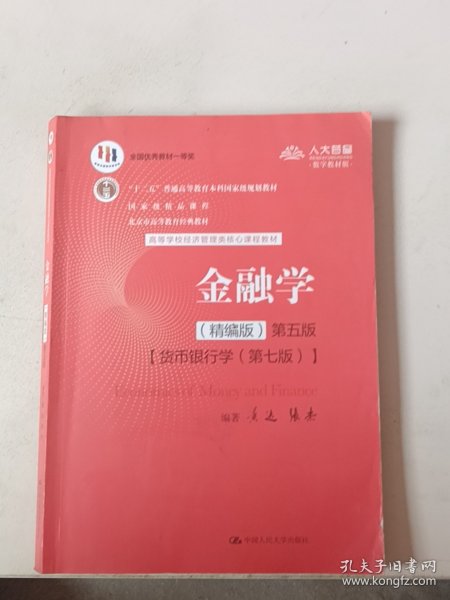 全国优秀教材一等奖
人大芸窗
数字教材版
“十二五”普通高等教育本科国家级规划教材
国家级精品课程
北京市高等教育经典教材
高等学校经济管理类核心课程教材
金融学
（精编版）第五版
【货币银行学（第七版）】
Economics of Money and Finance
编著 黄达 张杰
中国人民大学出版社
孔夫子旧书网
www.kongfz.com